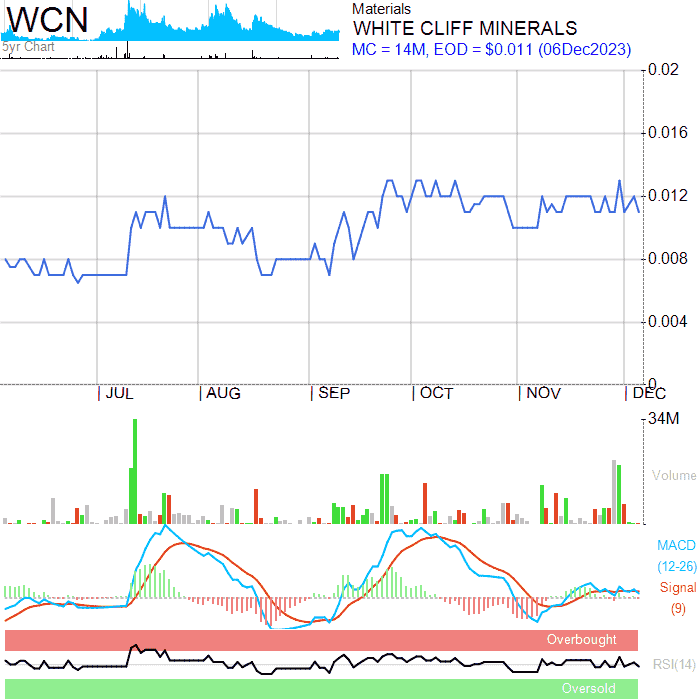 WCN
5yr Chart
Materials
WHITE CLIFF MINERALS
MC = 14M, EOD = $0.011 (06Dec2023)
0.02
0.016
0.012
0.008
0.004
0
JUL AUG SEP OCT NOV DEC
34M
Volume
MACD
(12-26)
Signal
(9)
Overbought
RSI(14)
Oversold